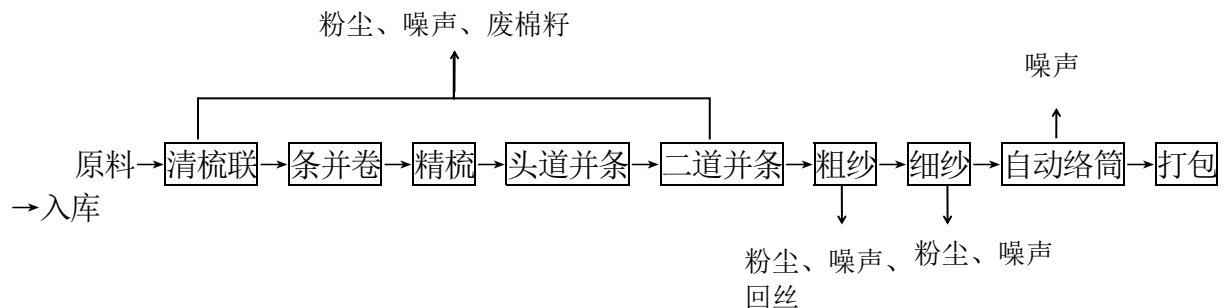 粉尘、噪声、废棉籽
噪声
原料→清梳联→条并卷→精梳→头道并条→二道并条→粗纱→细纱→自动络筒→打包
→入库
粉尘、噪声、
回丝
粉尘、噪声